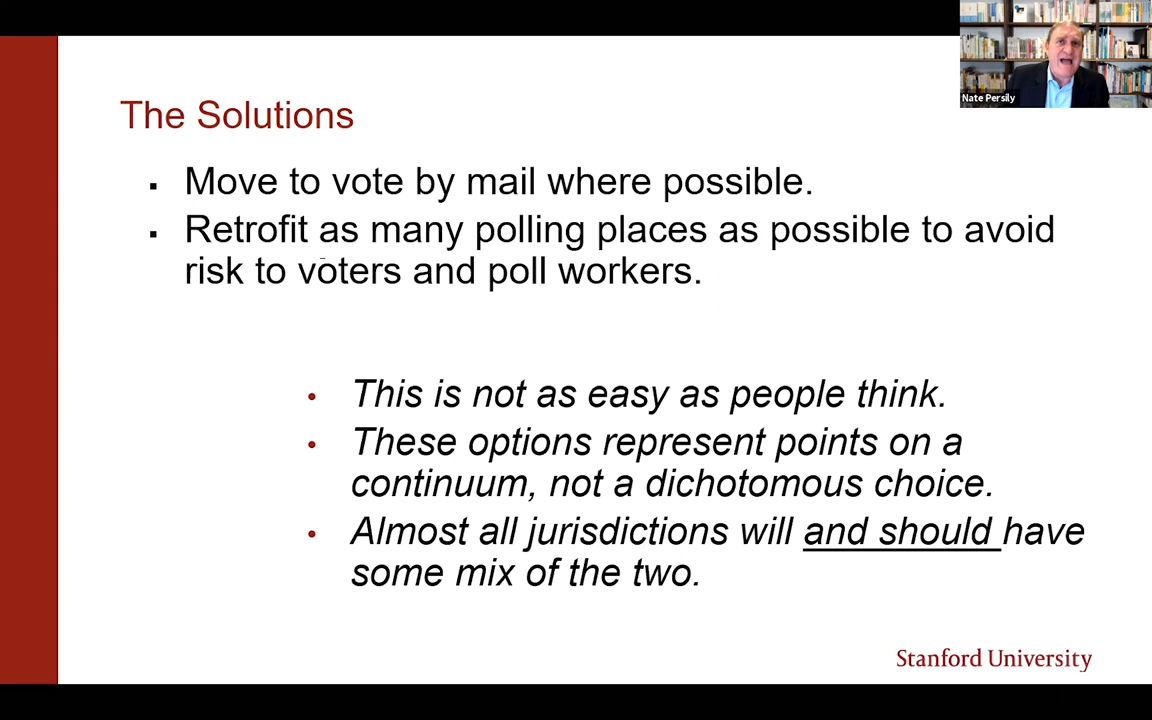 Nate Persily
The Solutions
▪ Move to vote by mail where possible.
▪ Retrofit as many polling places as possible to avoid
risk to voters and poll workers.
• This is not as easy as people think.
• These options represent points on a
continuum, not a dichotomous choice.
• Almost all jurisdictions will and should have
some mix of the two.
Stanford University